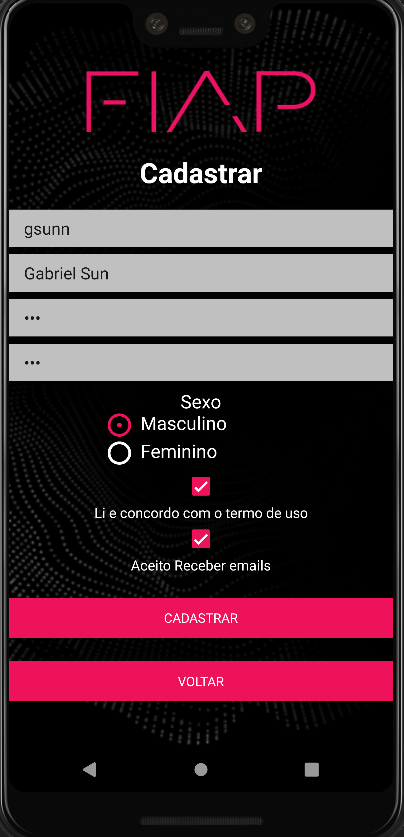 FIAP
Cadastrar
gsunn
Gabriel Sun
•••
•••
Sexo
Masculino
Feminino
Li e concordo com o termo de uso
Aceito Receber emails
CADASTRAR
VOLTAR